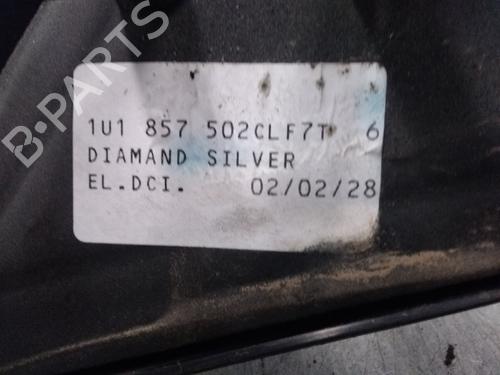 B-PARTS
1U1 857 502CLF7T 6
DIAMAND SILVER
EL.DCI. 02/02/28